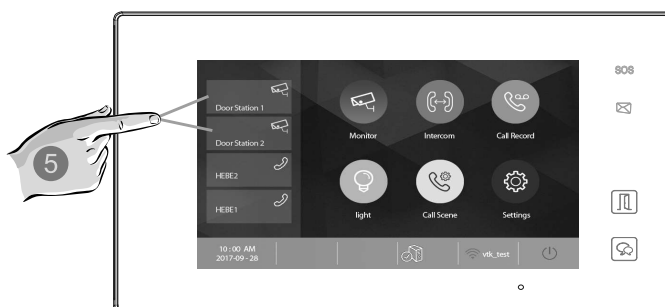 5
Door Station 1
Door Station 2
HEBE2
HEBE1
Monitor
Intercom
Call Record
light
Call Scene
Settings
10:00 AM
2017-09-28
vtk_test
SOS